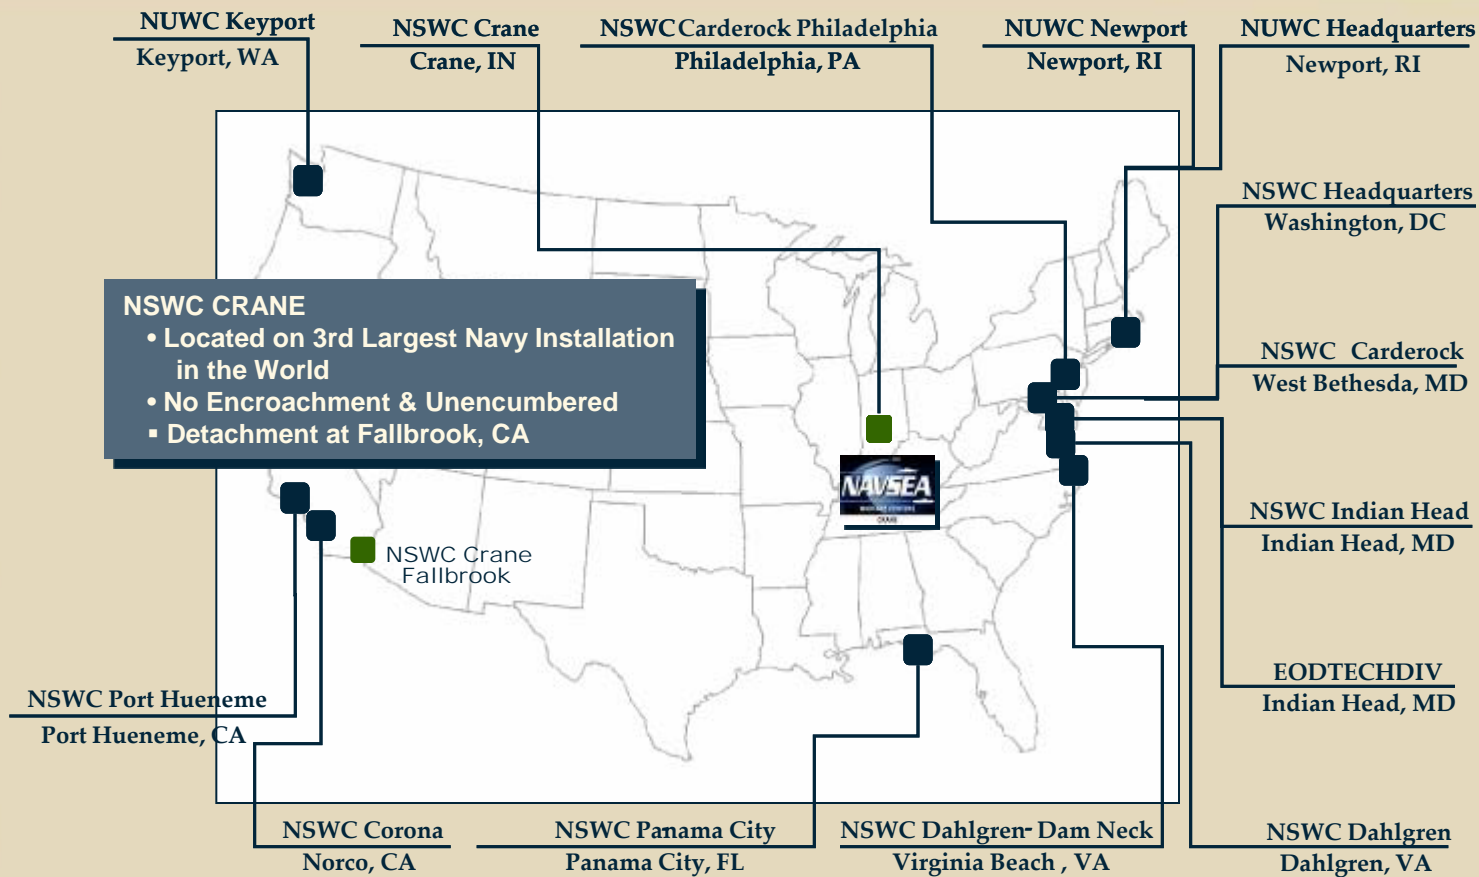 NUWC Keyport
Keyport, WA
NSWC Crane
Crane, IN
NSWC Carderock Philadelphia
Philadelphia, PA
NUWC Newport
Newport, RI
NUWC Headquarters
Newport, RI
NSWC Headquarters
Washington, DC
NSWC CRANE
• Located on 3rd Largest Navy Installation
in the World
• No Encroachment & Unencumbered
▪ Detachment at Fallbrook, CA
NSWC Carderock
West Bethesda, MD
NAVSEA
CRANE
NSWC Indian Head
Indian Head, MD
NSWC Crane
Fallbrook
EODTECHDIV
Indian Head, MD
NSWC Port Hueneme
Port Hueneme, CA
NSWC Corona
Norco, CA
NSWC Panama City
Panama City, FL
NSWC Dahlgren-Dam Neck
Virginia Beach , VA
NSWC Dahlgren
Dahlgren, VA